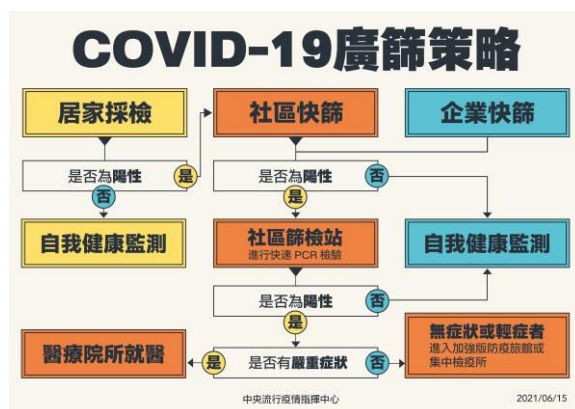 COVID-19廣篩策略
居家採檢
社區快篩
企業快篩
是否為陽性
是
是否為陽性
否
否
是
自我健康監測
社區篩檢站
進行快速 PCR 檢驗
自我健康監測
是否為陽性
否
是
醫療院所就醫
是
是否有嚴重症狀
否
無症狀或輕症者
進入加強版防疫旅館或
集中檢疫所
中央流行疫情指揮中心
2021/06/15